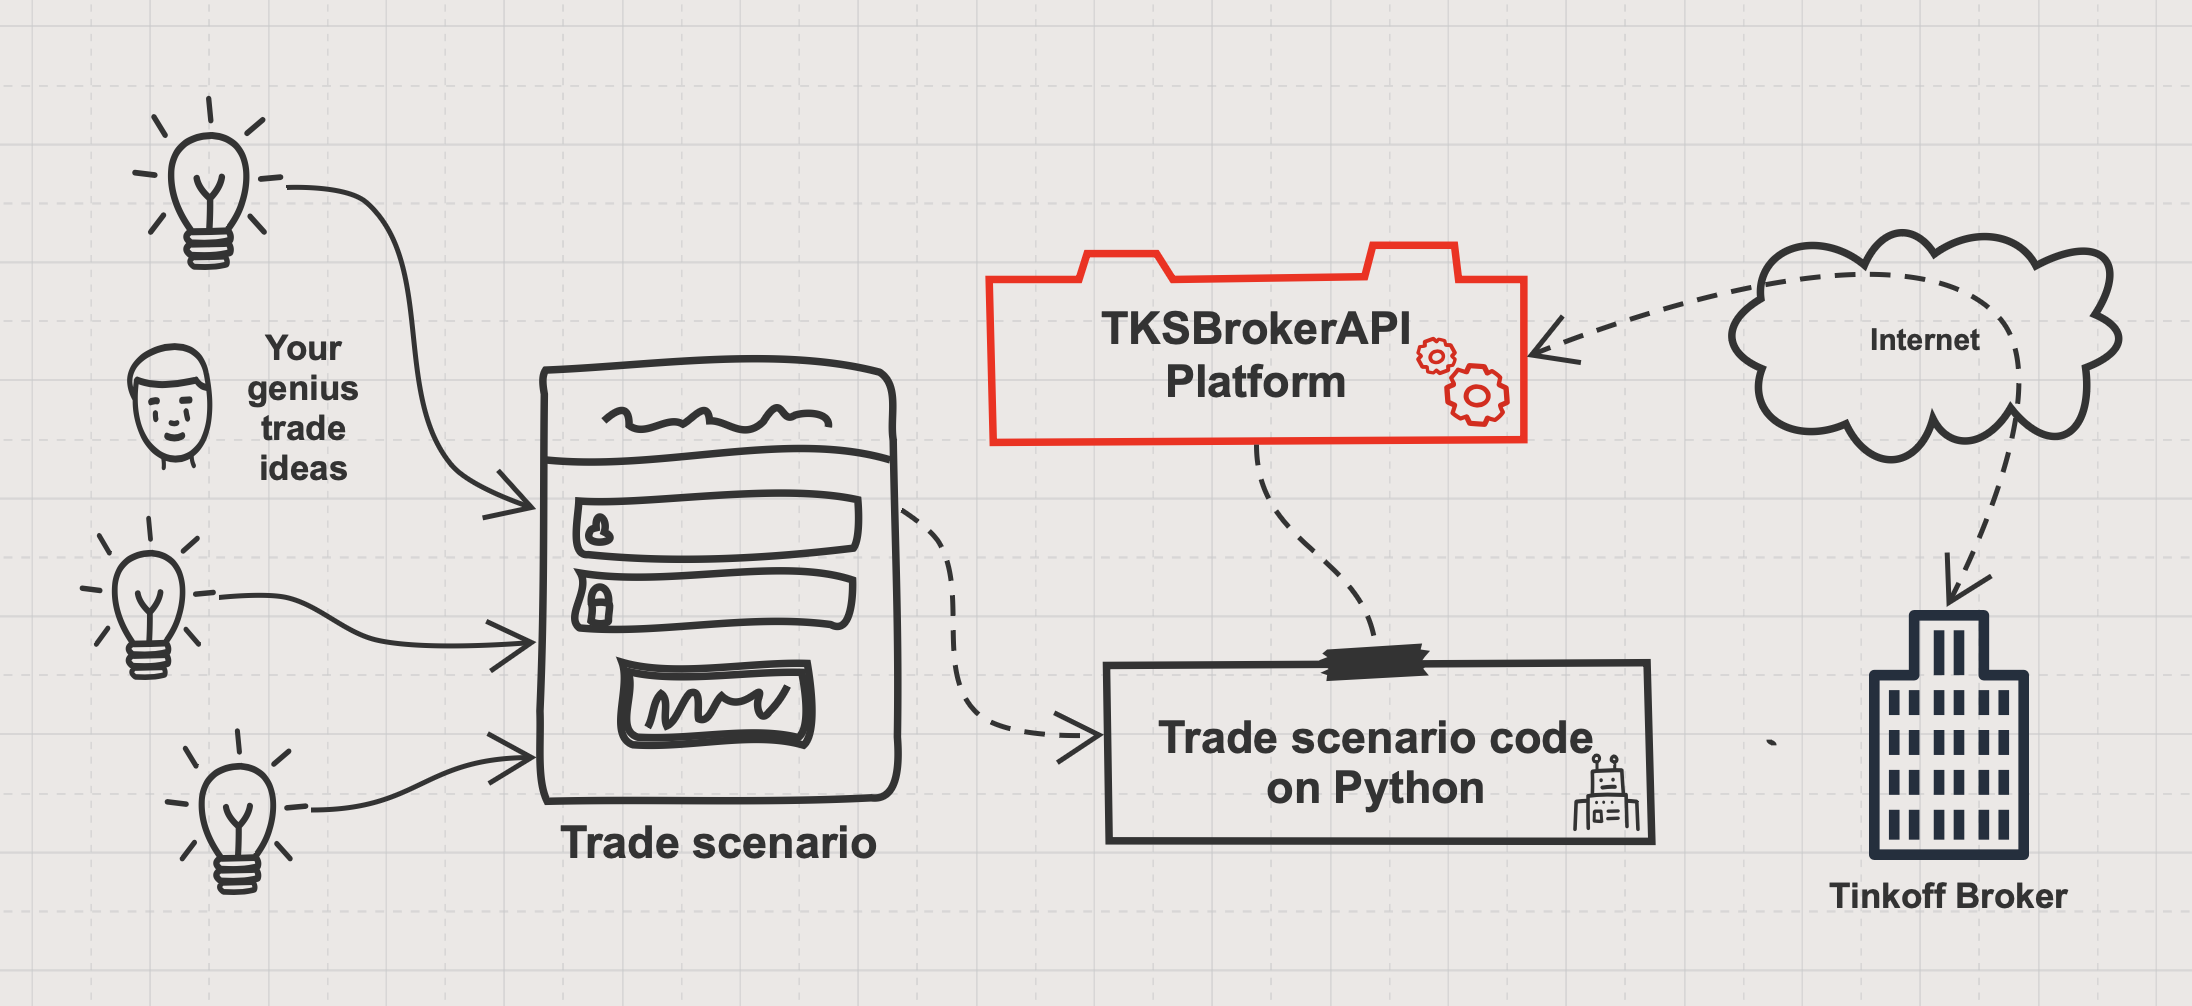 Your
genius
trade
ideas
Trade scenario
TKSBrokerAPI
Platform
Trade scenario code
on Python
Internet
Tinkoff Broker